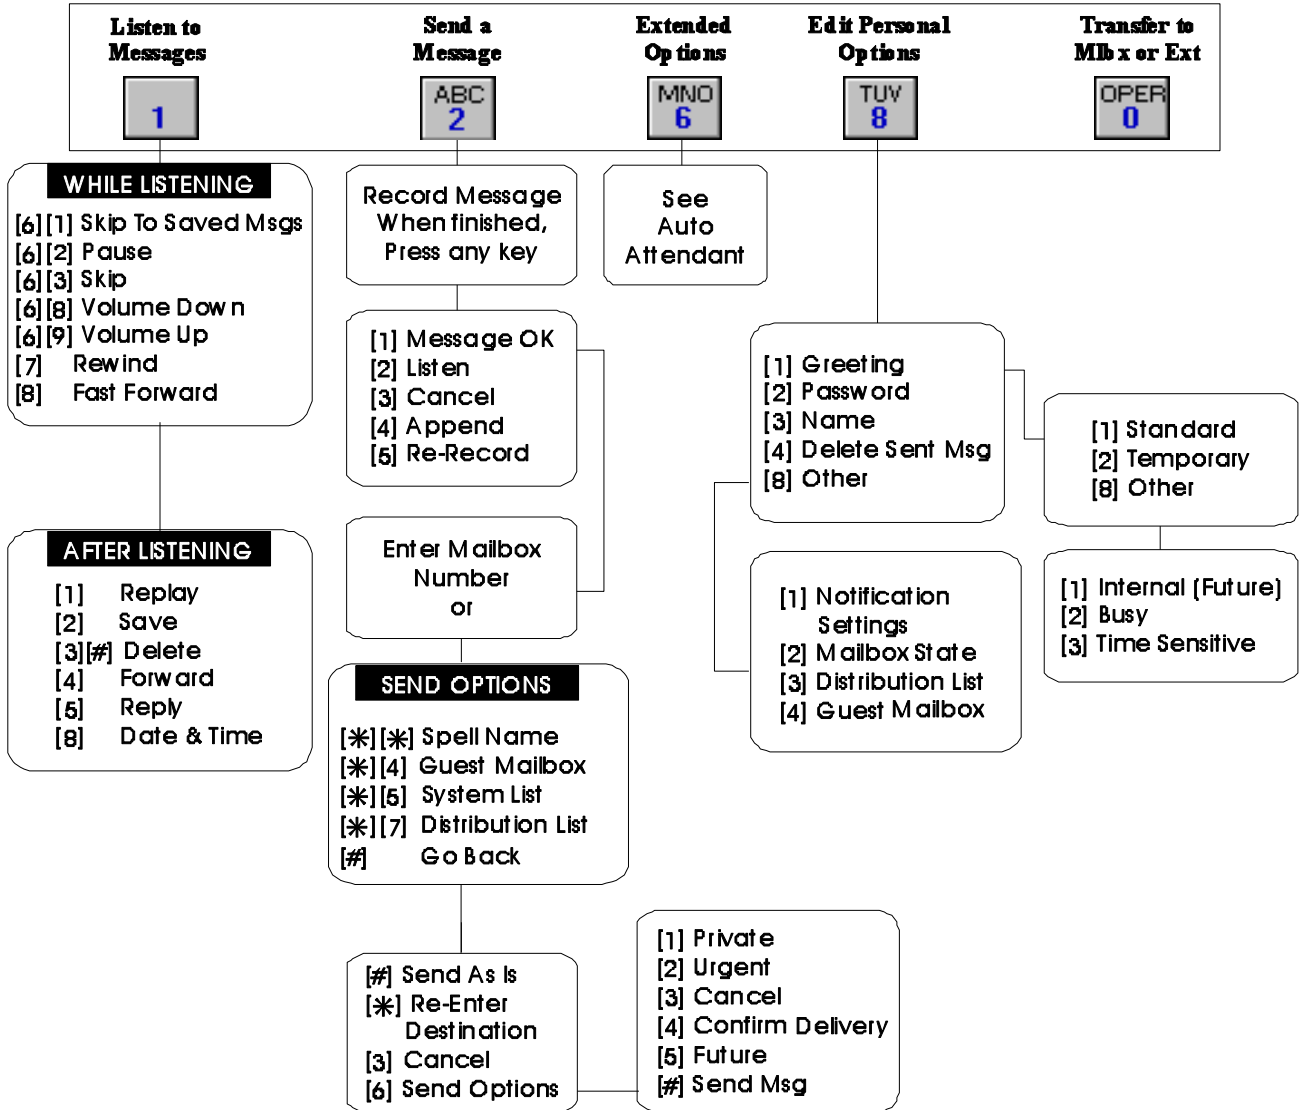 Listen to
Messages
Send a
Message
Extended
Options
Edit Personal
Options
Transfer to
Mlbx or Ext
1
ABC
2
MNO
6
TUV
8
OPER
0
WHILE LISTENING
[6][1] Skip To Saved Msgs
[6][2] Pause
[6][3] Skip
[6][8] Volume Down
[6][9] Volume Up
[7] Rewind
[8] Fast Forward
AFTER LISTENING
[1] Replay
[2] Save
[3][#] Delete
[4] Forward
[5] Reply
[8] Date & Time
Record Message
When finished,
Press any key
[1] Message OK
[2] Listen
[3] Cancel
[4] Append
[5] Re-Record
Enter Mailbox
Number
or
SEND OPTIONS
[*][*] Spell Name
[*][4] Guest Mailbox
[*][5] System List
[*][7] Distribution List
[#] Go Back
[#] Send As Is
[*] Re-Enter
Destination
[3] Cancel
[6] Send Options
[1] Private
[2] Urgent
[3] Cancel
[4] Confirm Delivery
[5] Future
[#] Send Msg
See
Auto
Attendant
[1] Greeting
[2] Password
[3] Name
[4] Delete Sent Msg
[8] Other
[1] Standard
[2] Temporary
[8] Other
[1] Internal (Future)
[2] Busy
[3] Time Sensitive
[1] Notification
Settings
[2] Mailbox State
[3] Distribution List
[4] Guest Mailbox